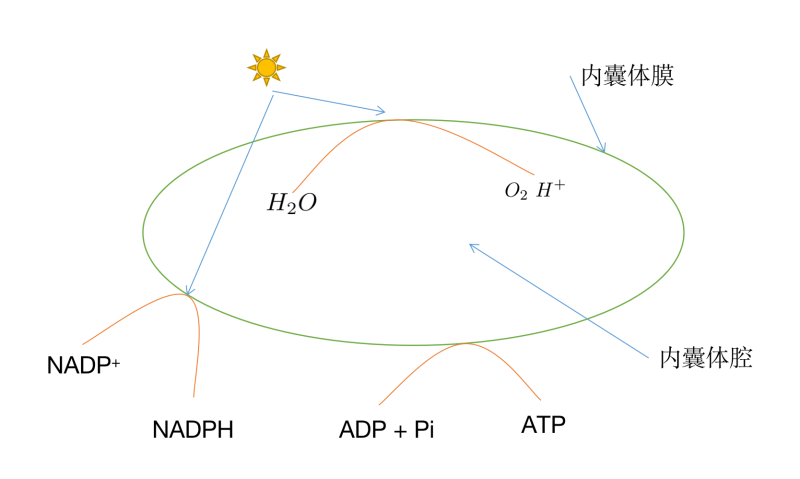 内囊体膜
H₂O
O₂ H⁺
内囊体腔
NADP⁺
NADPH
ADP + Pi
ATP